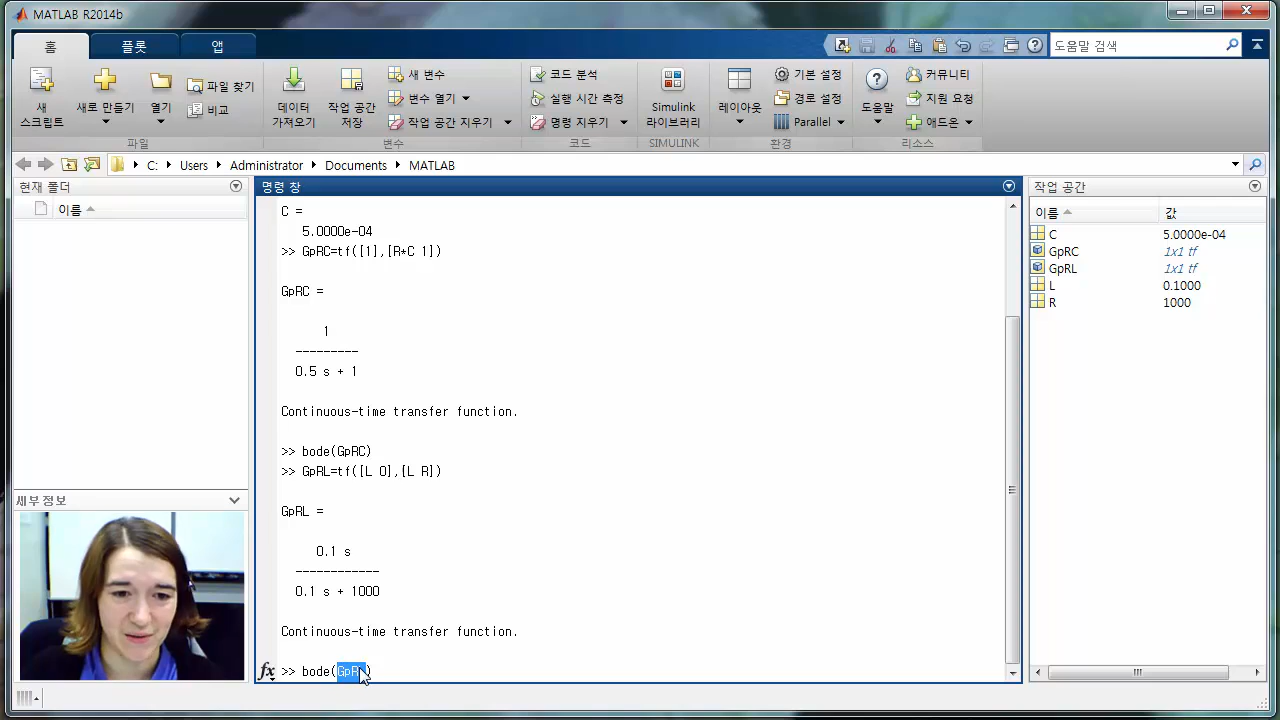 MATLAB R2014b
홈 플롯 앱
도움말 검색
새 스크립트
새로 만들기
열기
파일 찾기
비교
파일
데이터 가져오기
작업 공간 저장
새 변수
변수 열기
작업 공간 지우기
변수
코드 분석
실행 시간 측정
명령 지우기
코드
Simulink 라이브러리
SIMULINK
레이아웃
기본 설정
경로 설정
Parallel
환경
도움말
커뮤니티
지원 요청
애드온
리소스
C: Users Administrator Documents MATLAB
현재 폴더
이름
세부 정보
명령 창
C =
5.0000e-04
>> GpRC=tf([1],[R*C 1])
GpRC =
1
---------
0.5 s + 1
Continuous-time transfer function.
>> bode(GpRC)
>> GpRL=tf([L 0],[L R])
GpRL =
0.1 s
------------
0.1 s + 1000
Continuous-time transfer function.
fx >> bode(GpR)
작업 공간
이름 값
C 5.0000e-04
GpRC 1x1 tf
GpRL 1x1 tf
L 0.1000
R 1000